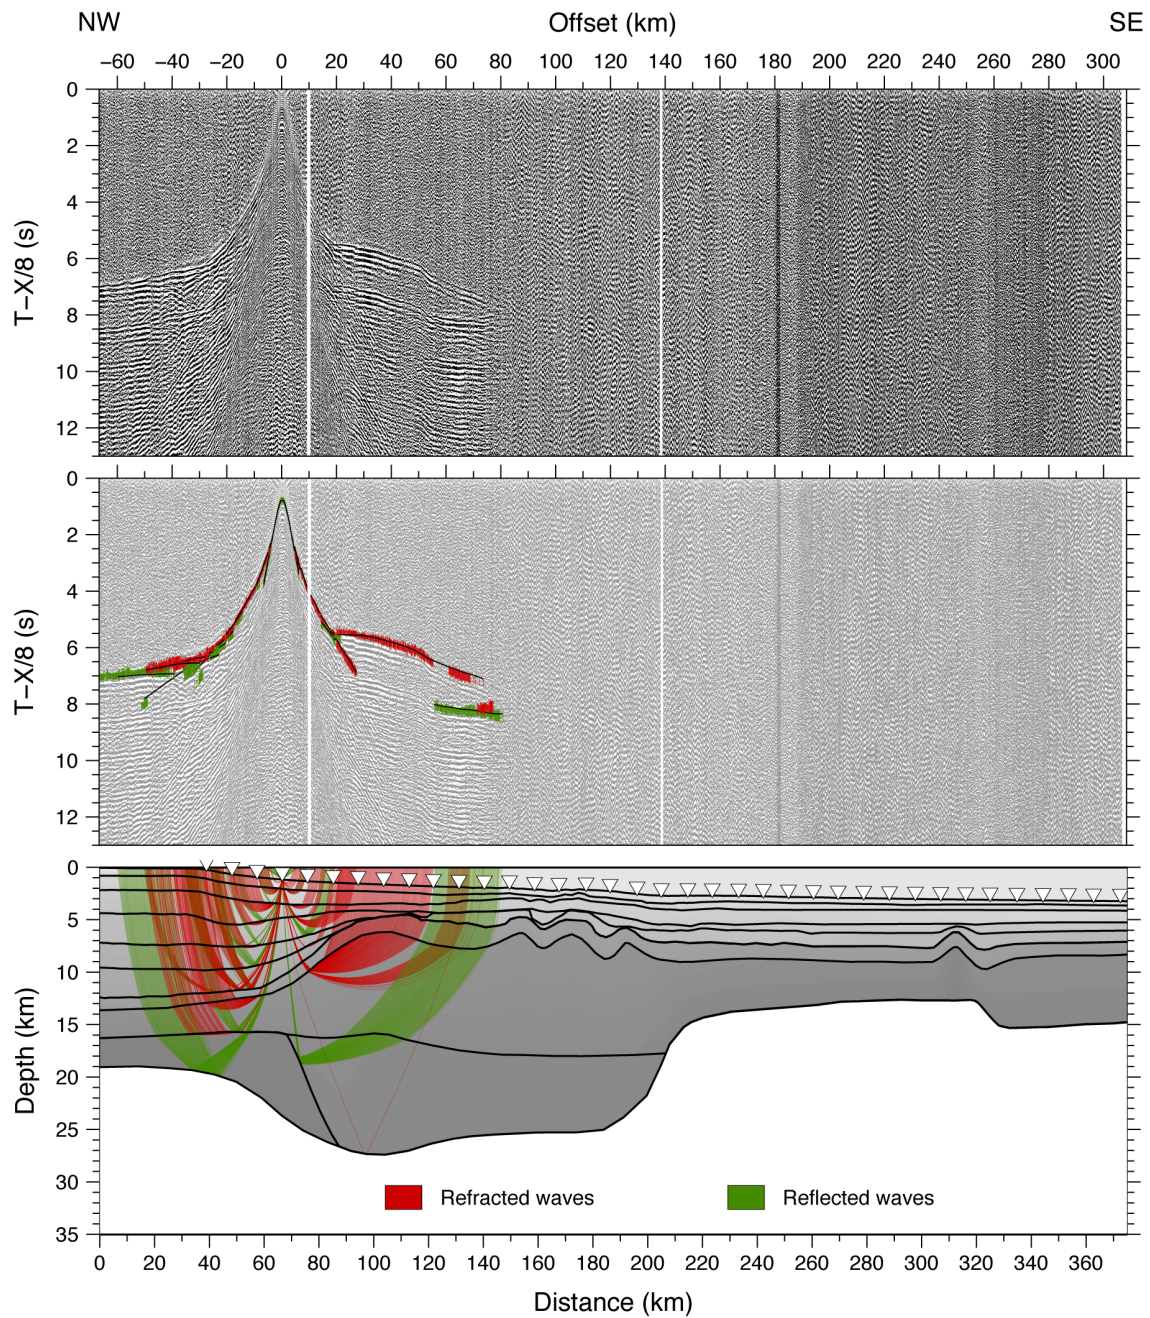 NW Offset (km) SE
−60 −40 −20 0 20 40 60 80 100 120 140 160 180 200 220 240 260 280 300
0
2
4
6
8
10
12
T−X/8 (s)
0
2
4
6
8
10
12
T−X/8 (s)
0
5
10
15
20
25
30
35
Depth (km)
Refracted waves Reflected waves
0 20 40 60 80 100 120 140 160 180 200 220 240 260 280 300 320 340 360
Distance (km)